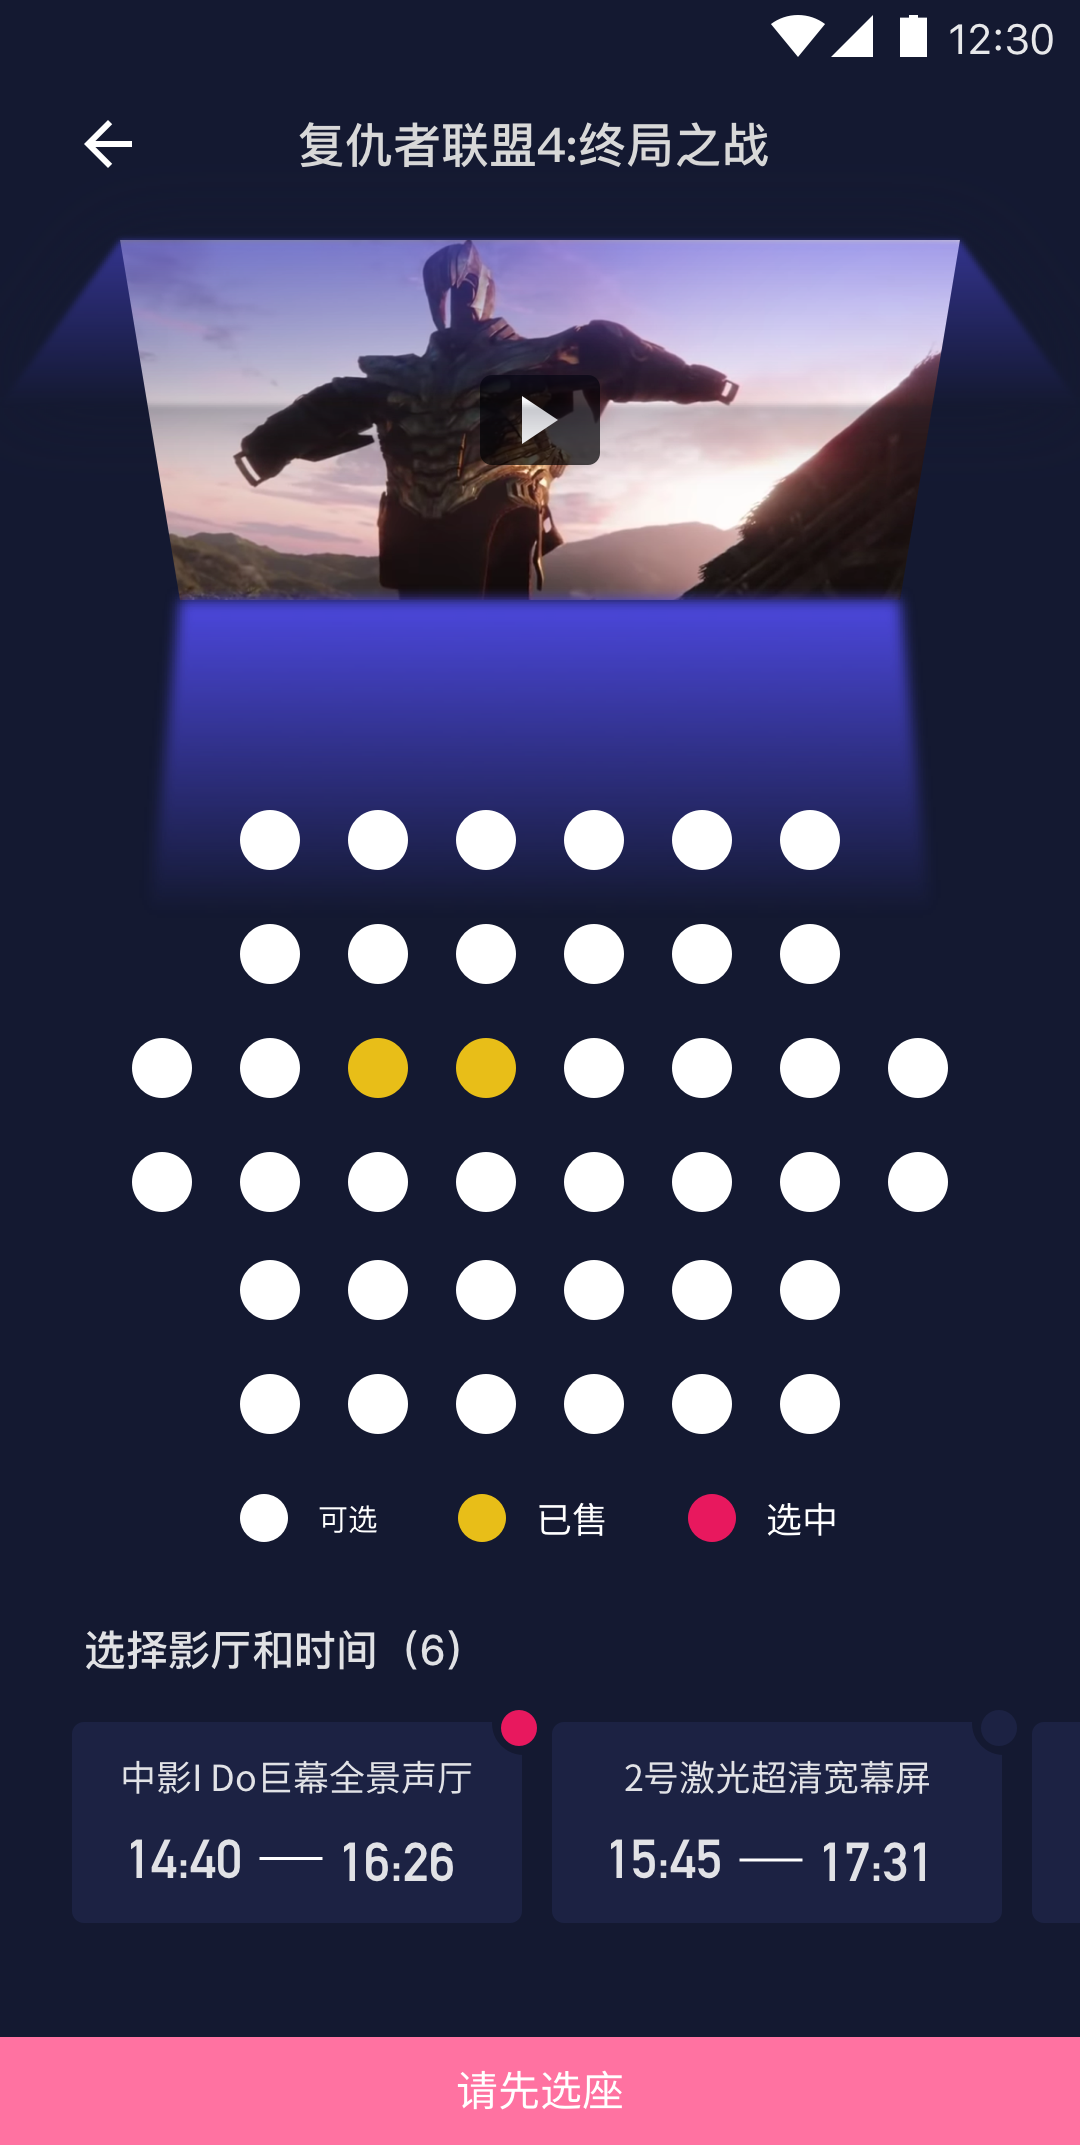 12:30
复仇者联盟4:终局之战
可选 已售 选中
选择影厅和时间（6）
中影I Do巨幕全景声厅
14:40 — 16:26
2号激光超清宽幕屏
15:45 — 17:31
请先选座